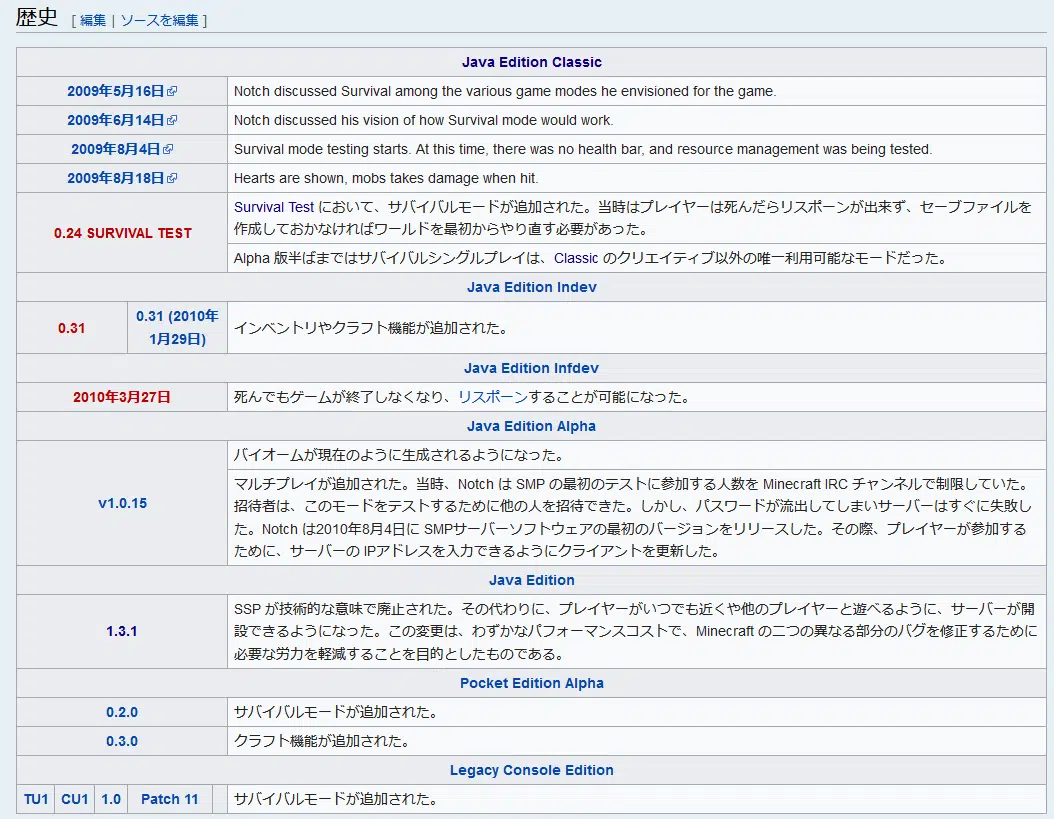 歴史 [ 編集 | ソースを編集 ]
Java Edition Classic
2009年5月16日 Notch discussed Survival among the various game modes he envisioned for the game.
2009年6月14日 Notch discussed his vision of how Survival mode would work.
2009年8月4日 Survival mode testing starts. At this time, there was no health bar, and resource management was being tested.
2009年8月18日 Hearts are shown, mobs takes damage when hit.
0.24 SURVIVAL TEST
Survival Test において、サバイバルモードが追加された。当時はプレイヤーは死んだらリスポーンが出来ず、セーブファイルを
作成しておかなければワールドを最初からやり直す必要があった。
Alpha 版半ばまではサバイバルシングルプレイは、Classic のクリエイティブ以外の唯一利用可能なモードだった。
Java Edition Indev
0.31
0.31 (2010年
1月29日)
インベントリやクラフト機能が追加された。
Java Edition Infdev
2010年3月27日 死んでもゲームが終了しなくなり、リスポーンすることが可能になった。
Java Edition Alpha
v1.0.15
バイオームが現在のように生成されるようになった。
マルチプレイが追加された。当時、Notch は SMP の最初のテストに参加する人数を Minecraft IRC チャンネルで制限していた。
招待者は、このモードをテストするために他の人を招待できた。しかし、パスワードが流出してしまいサーバーはすぐに失敗し
た。Notch は2010年8月4日に SMPサーバーソフトウェアの最初のバージョンをリリースした。その際、プレイヤーが参加する
ために、サーバーの IPアドレスを入力できるようにクライアントを更新した。
Java Edition
1.3.1
SSP が技術的な意味で廃止された。その代わりに、プレイヤーがいつでも近くや他のプレイヤーと遊べるように、サーバーが開
設できるようになった。この変更は、わずかなパフォーマンスコストで、Minecraft の二つの異なる部分のバグを修正するために
必要な労力を軽減することを目的としたものである。
Pocket Edition Alpha
0.2.0 サバイバルモードが追加された。
0.3.0 クラフト機能が追加された。
Legacy Console Edition
TU1 CU1 1.0 Patch 11 サバイバルモードが追加された。